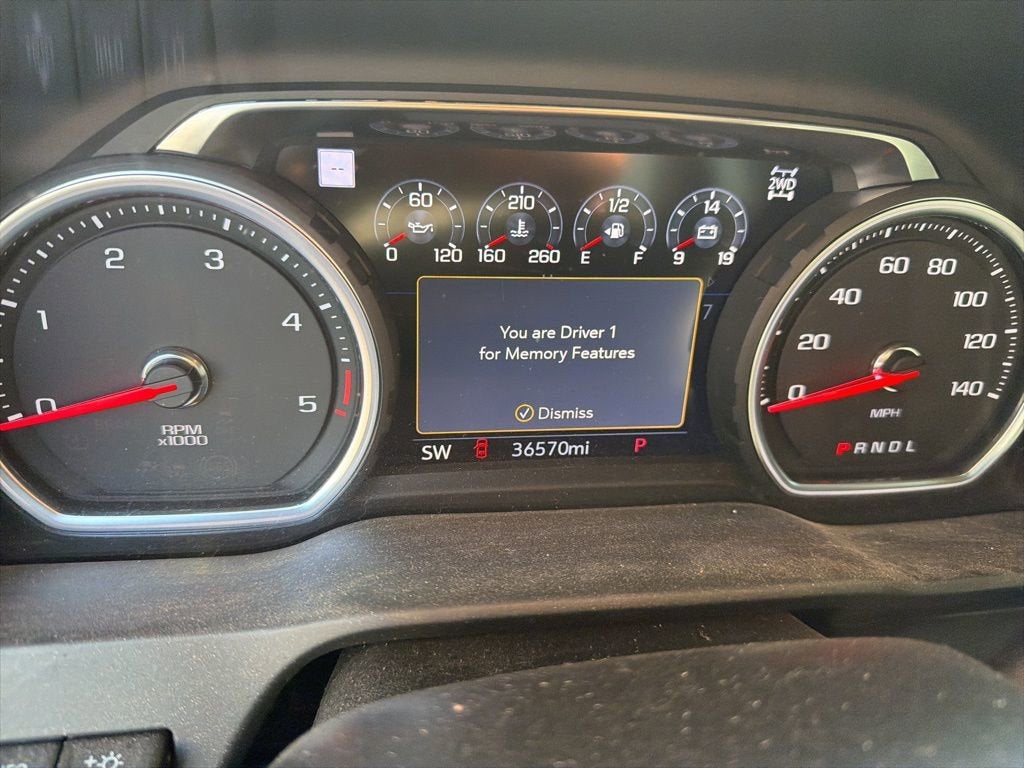 --
60
0 120
210
160 260
1/2
E F
14
9 19
2WD
0 1 2 3 4 5
RPM
x1000
You are Driver 1
for Memory Features
Dismiss
SW 36570mi P
0 20 40 60 80 100 120 140
MPH
PRNDL